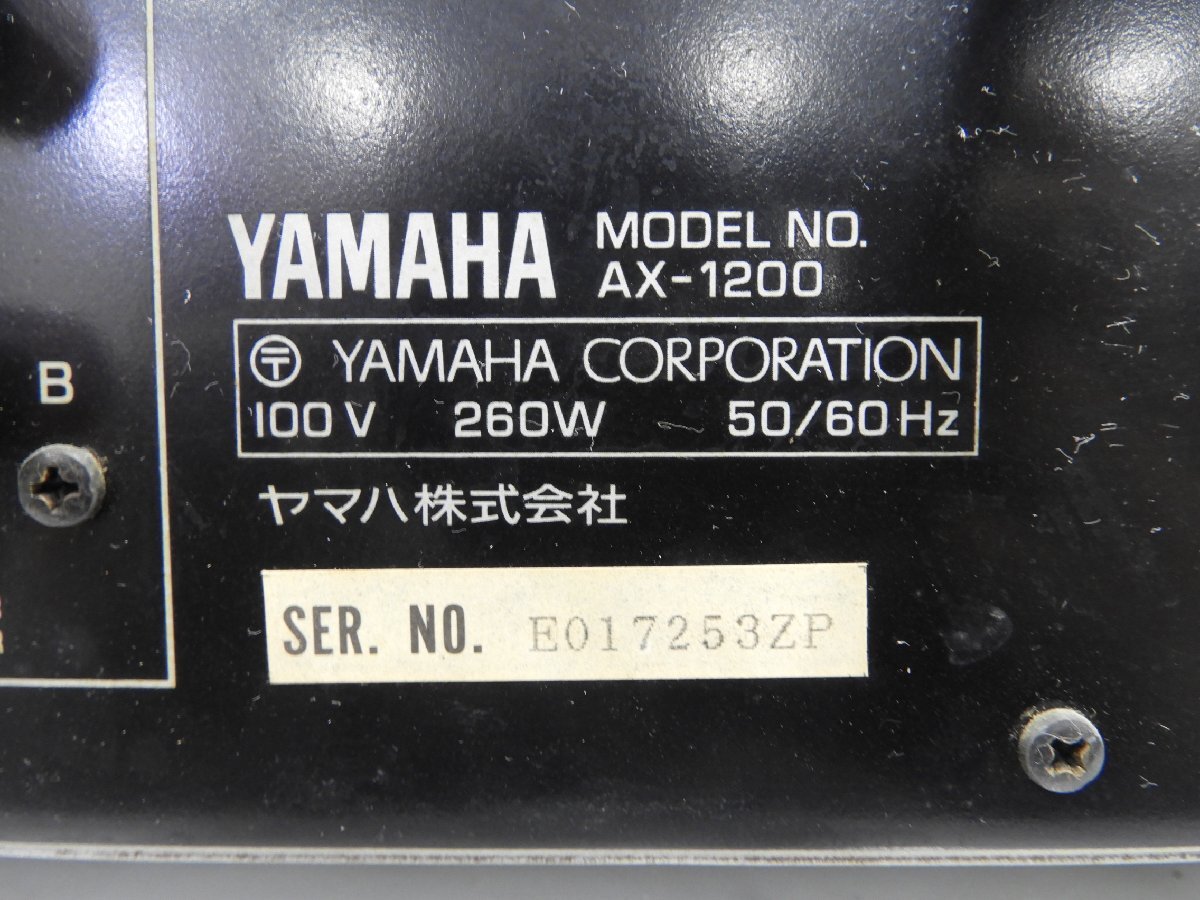 YAMAHA MODEL NO.
AX-1200
〶 YAMAHA CORPORATION
100V 260W 50/60Hz
ヤマハ株式会社
SER. NO. E017253ZP
B